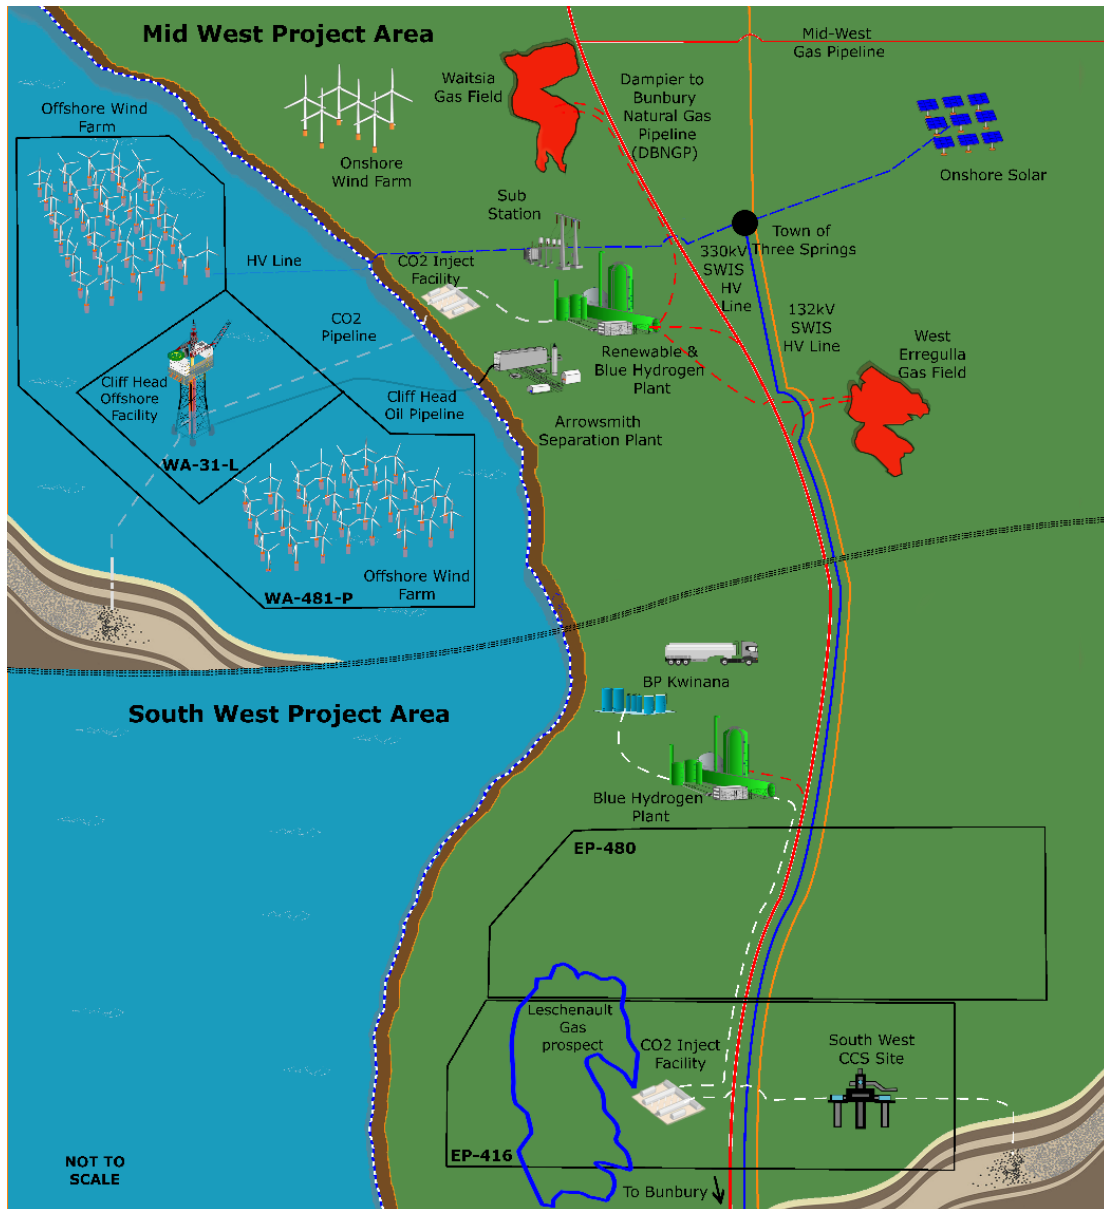 Mid West Project Area
Mid-West
Gas Pipeline
Waitsia
Gas Field
Dampier to
Bunbury
Natural Gas
Pipeline
(DBNGP)
Offshore Wind
Farm
Onshore
Wind Farm
Onshore Solar
Sub
Station
Town of
Three Springs
HV Line
CO2 Inject
Facility
330kV
SWIS
HV
Line
132kV
SWIS
HV Line
CO2
Pipeline
Renewable &
Blue Hydrogen
Plant
West
Erregulla
Gas Field
Cliff Head
Offshore
Facility
Cliff Head
Oil Pipeline
Arrowsmith
Separation Plant
WA-31-L
Offshore Wind
Farm
WA-481-P
BP Kwinana
South West Project Area
Blue Hydrogen
Plant
EP-480
Leschenault
Gas
prospect
CO2 Inject
Facility
South West
CCS Site
EP-416
NOT TO
SCALE
To Bunbury